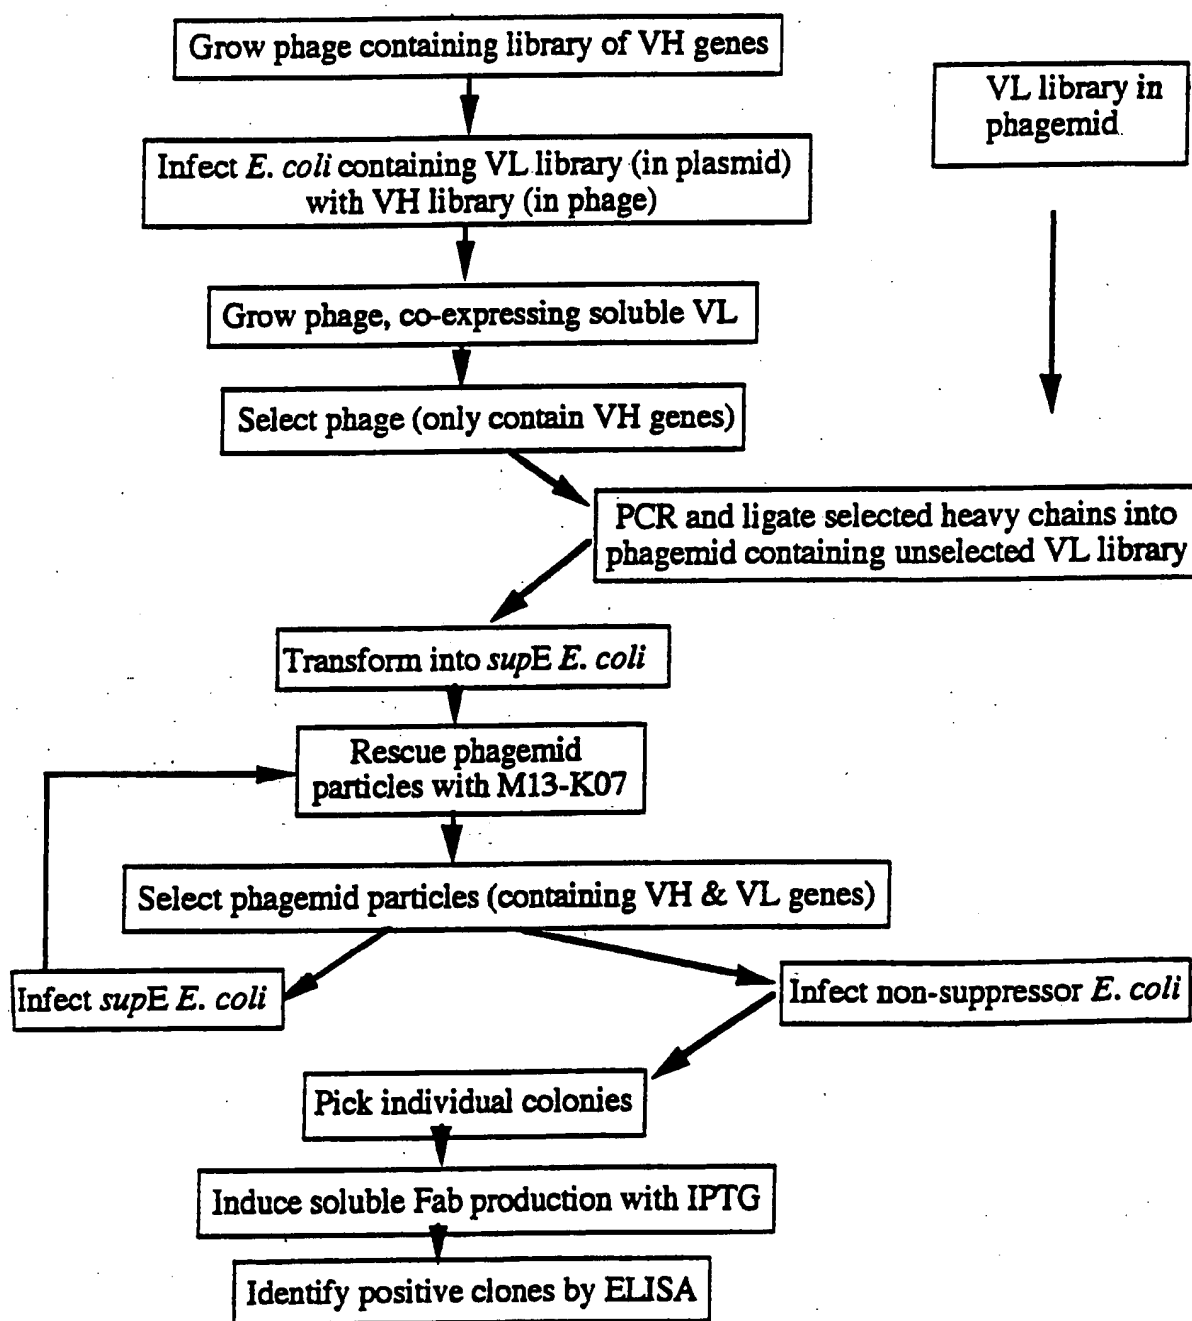 Grow phage containing library of VH genes
VL library in
phagemid
Infect E. coli containing VL library (in plasmid)
with VH library (in phage)
Grow phage, co-expressing soluble VL
Select phage (only contain VH genes)
PCR and ligate selected heavy chains into
phagemid containing unselected VL library
Transform into supE E. coli
Rescue phagemid
particles with M13-K07
Select phagemid particles (containing VH & VL genes)
Infect supE E. coli
Infect non-suppressor E. coli
Pick individual colonies
Induce soluble Fab production with IPTG
Identify positive clones by ELISA